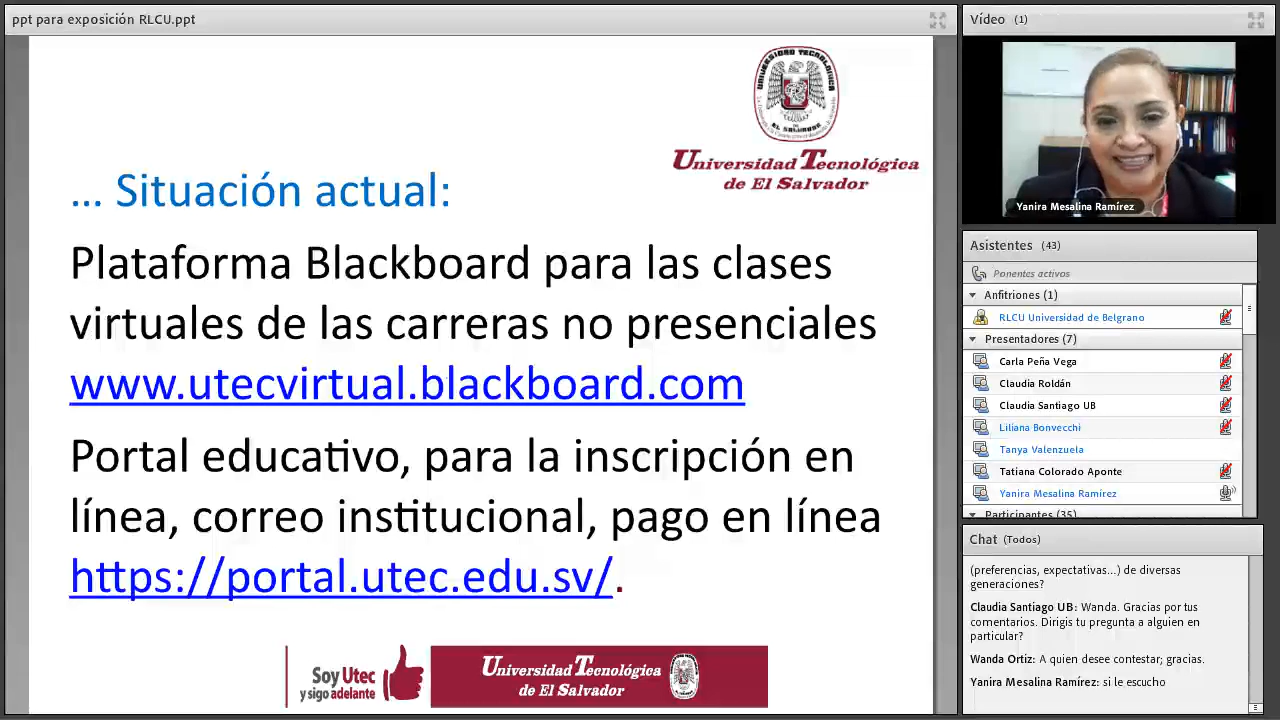 ppt para exposición RLCU.ppt
UNIVERSIDAD TECNOLÓGICA
DE
EL SALVADOR
Universidad Tecnológica
de El Salvador
... Situación actual:
Plataforma Blackboard para las clases
virtuales de las carreras no presenciales
www.utecvirtual.blackboard.com
Portal educativo, para la inscripción en
línea, correo institucional, pago en línea
https://portal.utec.edu.sv/.
Soy Utec
y sigo adelante
Universidad Tecnológica
de El Salvador
Vídeo (1)
Yanira Mesalina Ramírez
Asistentes (43)
Ponentes activos
Anfitriones (1)
RLCU Universidad de Belgrano
Presentadores (7)
Carla Peña Vega
Claudia Roldán
Claudia Santiago UB
Liliana Bonvecchi
Tanya Valenzuela
Tatiana Colorado Aponte
Yanira Mesalina Ramírez
Participantes (35)
Chat (Todos)
(preferencias, expectativas...) de diversas
generaciones?
Claudia Santiago UB: Wanda. Gracias por tus
comentarios. Dirigis tu pregunta a alguien en
particular?
Wanda Ortiz: A quien desee contestar; gracias.
Yanira Mesalina Ramírez: si le escucho